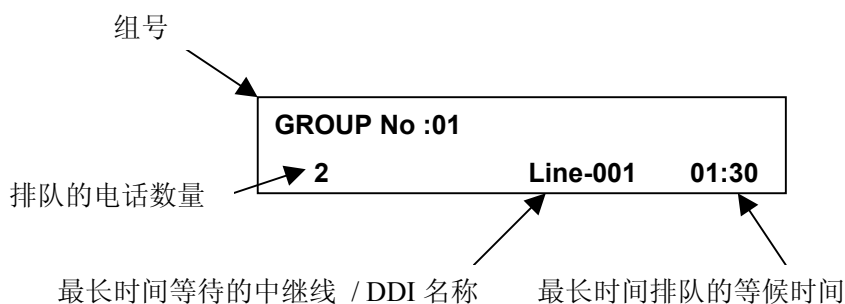 组号
GROUP No :01
2 Line-001 01:30
排队的电话数量
最长时间等待的中继线 / DDI 名称 最长时间排队的等候时间